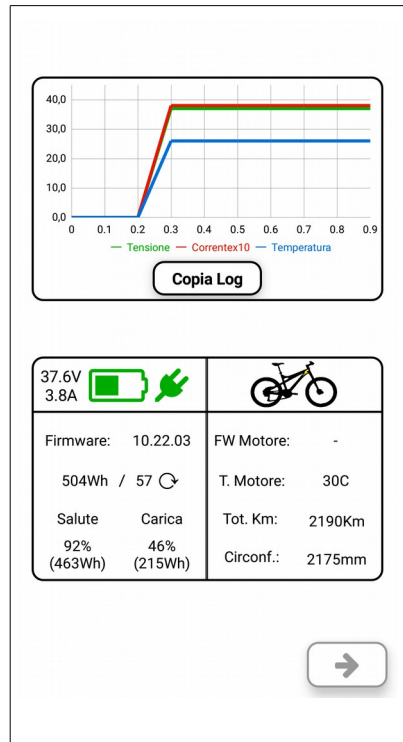 40,0
30,0
20,0
10,0
0,0
0 0.1 0.2 0.3 0.4 0.5 0.6 0.7 0.8 0.9
Tensione Correntex10 Temperatura
Copia Log
37.6V
3.8A
Firmware: 10.22.03
504Wh / 57
Salute Carica
92% 46%
(463Wh) (215Wh)
FW Motore: -
T. Motore: 30C
Tot. Km: 2190Km
Circonf.: 2175mm